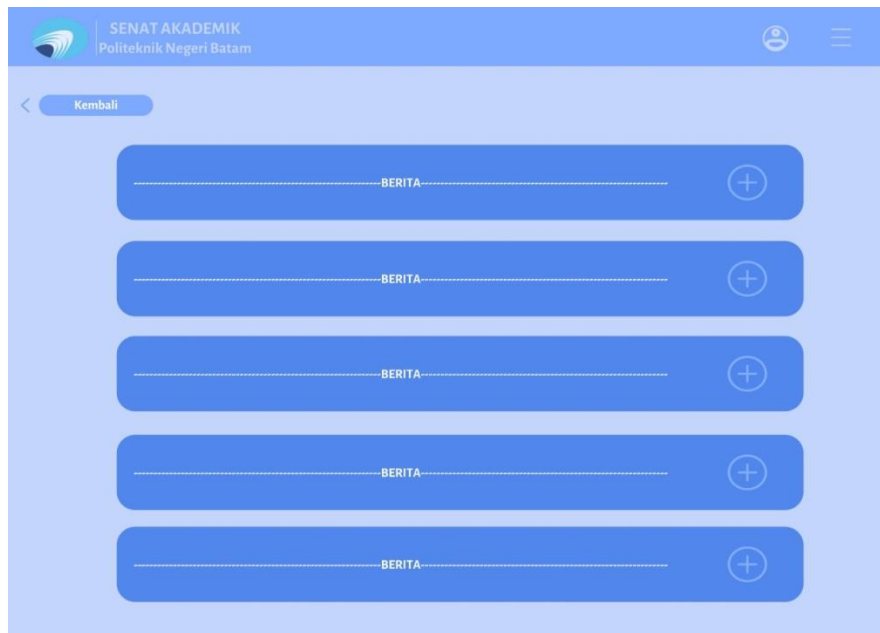 SENAT AKADEMIK
Politeknik Negeri Batam
Kembali
BERITA
BERITA
BERITA
BERITA
BERITA